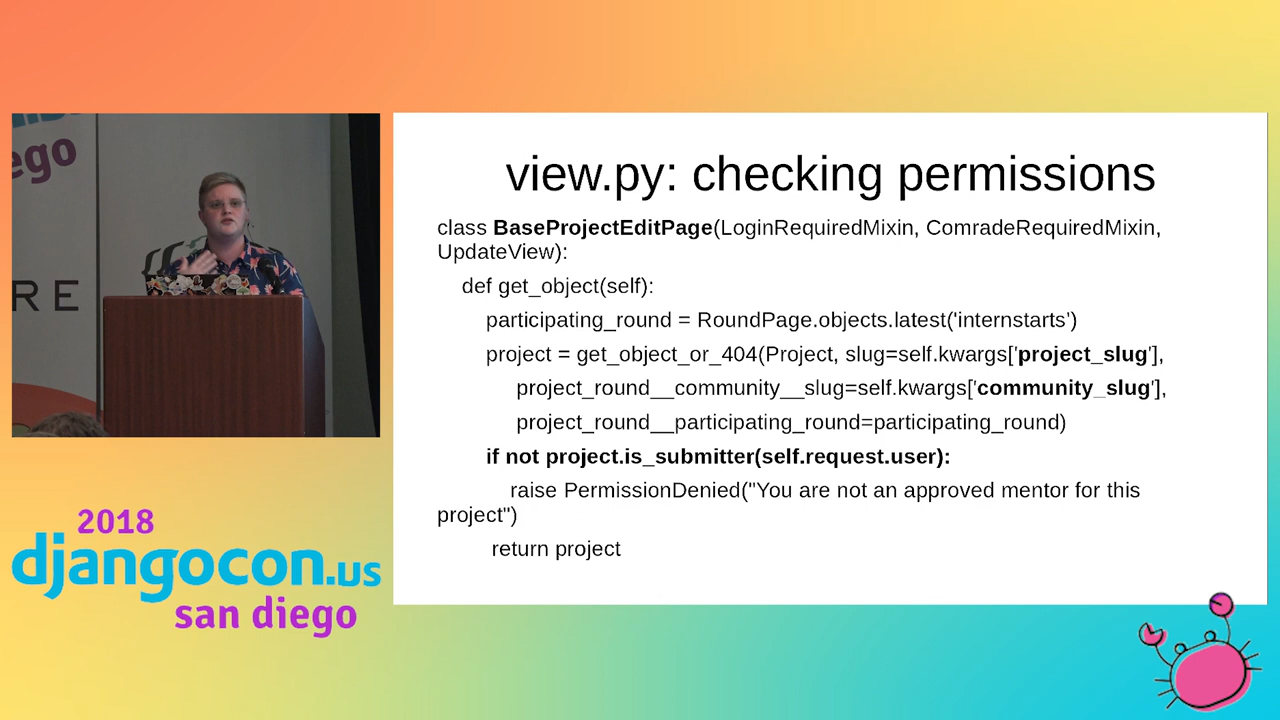 ego
RE
view.py: checking permissions
class BaseProjectEditPage(LoginRequiredMixin, ComradeRequiredMixin,
UpdateView):
def get_object(self):
participating_round = RoundPage.objects.latest('internstarts')
project = get_object_or_404(Project, slug=self.kwargs['project_slug'],
project_round__community__slug=self.kwargs['community_slug'],
project_round__participating_round=participating_round)
if not project.is_submitter(self.request.user):
raise PermissionDenied("You are not an approved mentor for this
project")
return project
2018
djangocon.us
san diego